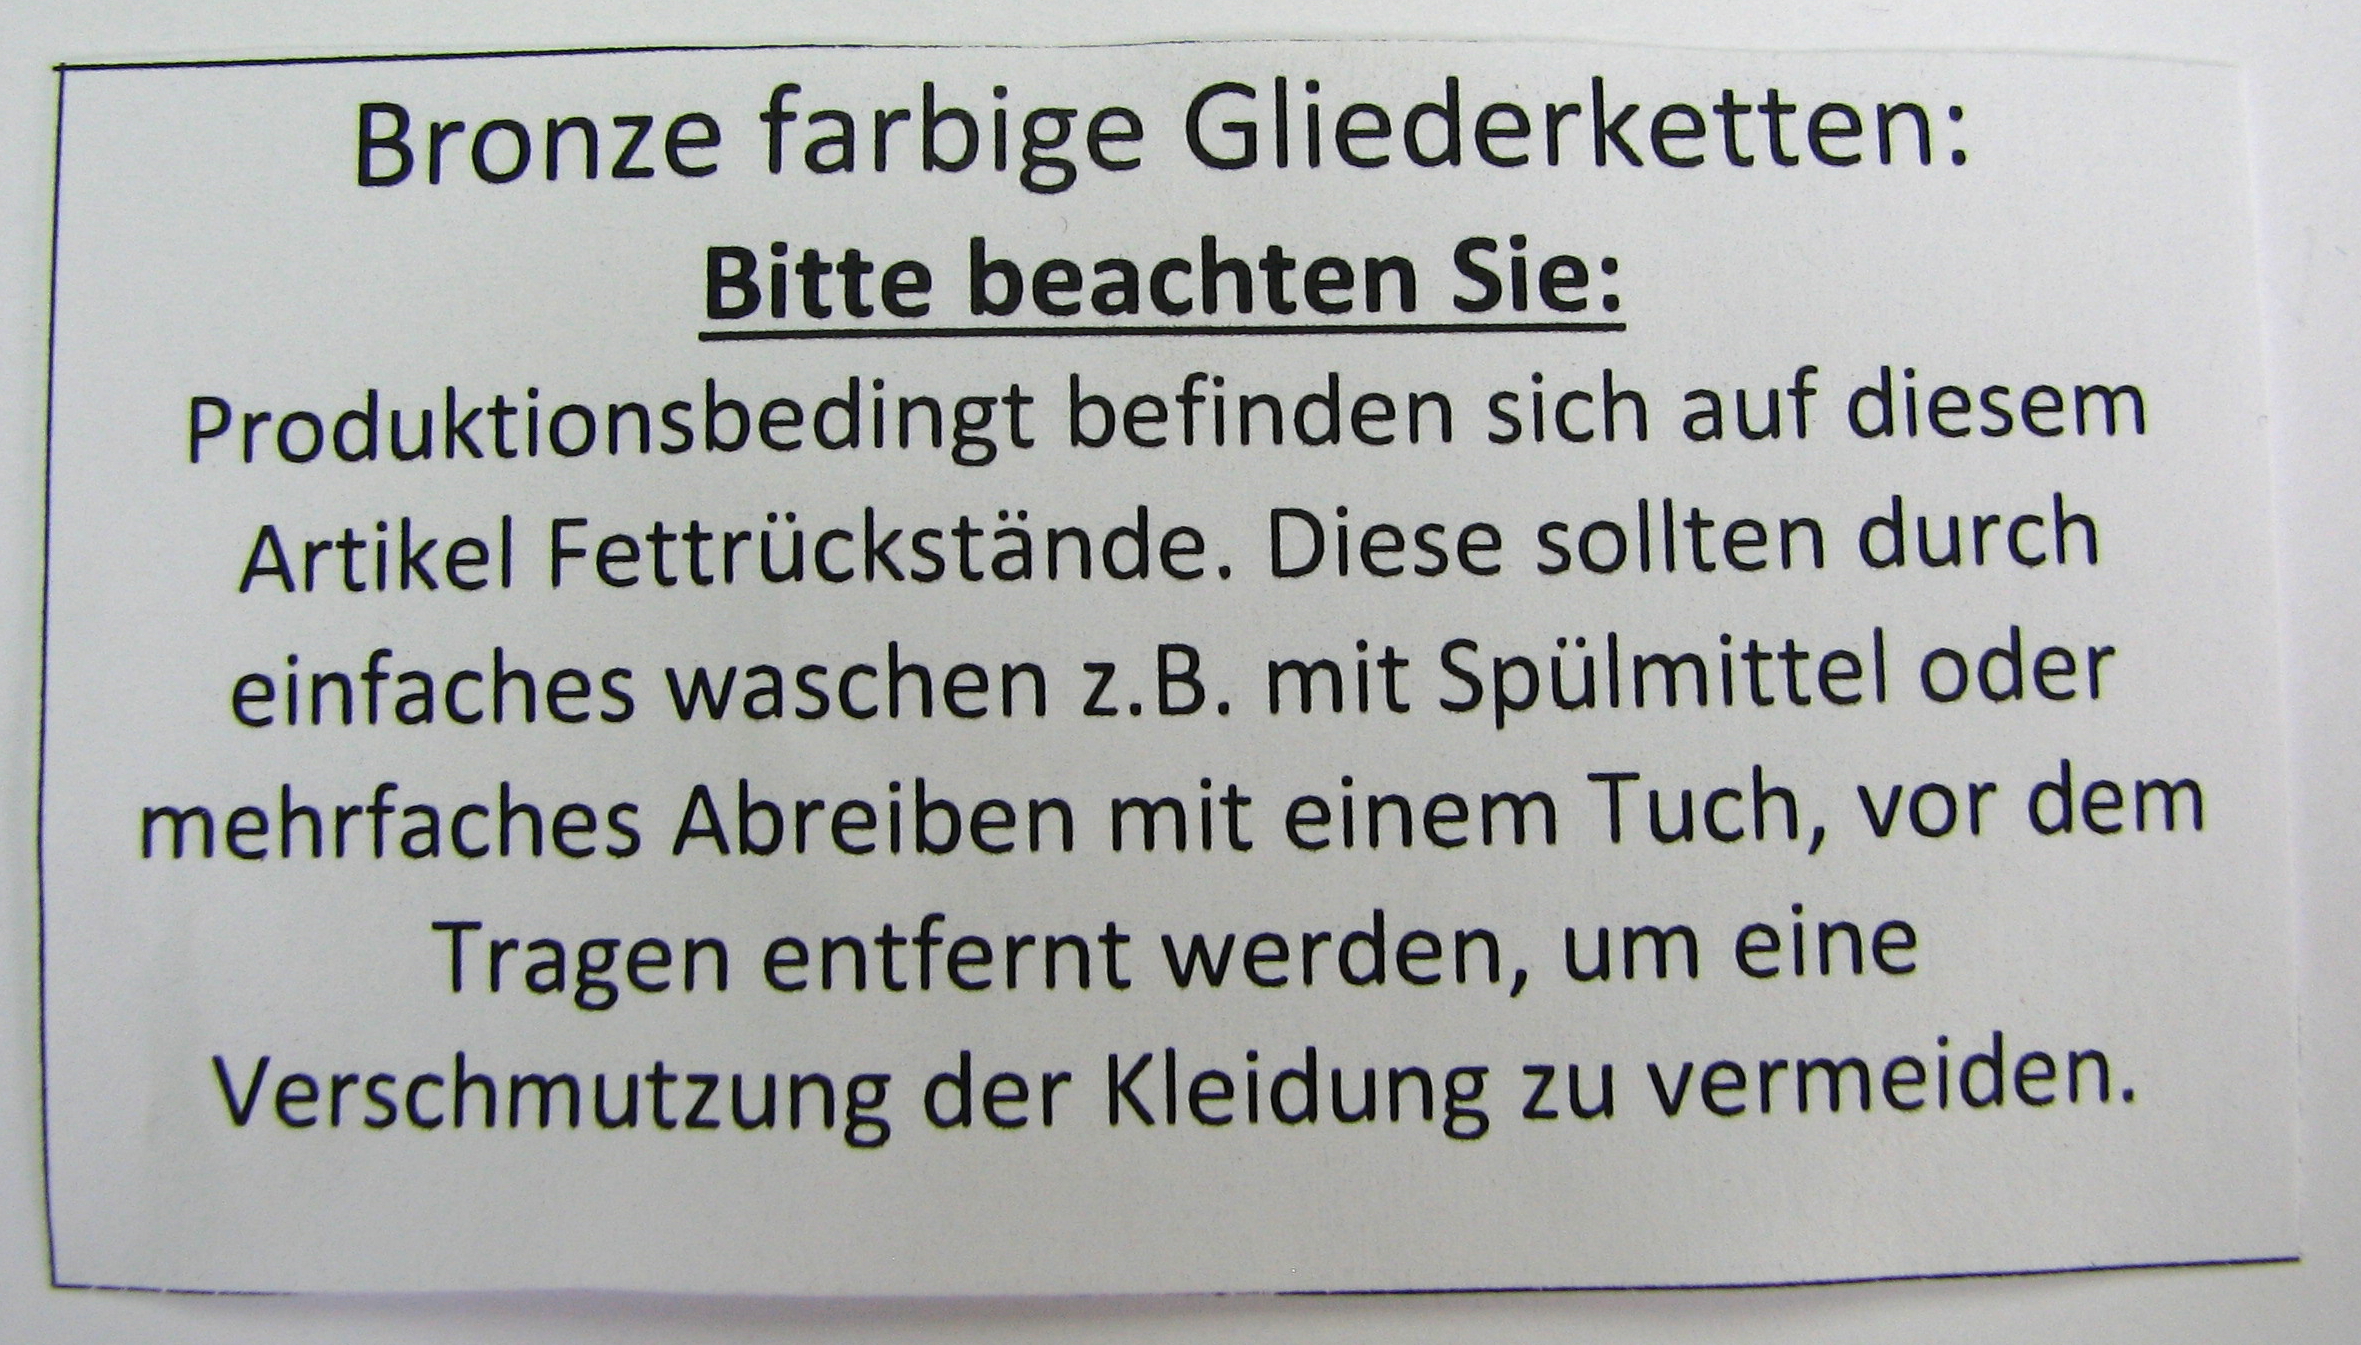 Bronze farbige Gliederketten:
Bitte beachten Sie:
Produktionsbedingt befinden sich auf diesem
Artikel Fettrückstände. Diese sollten durch
einfaches waschen z.B. mit Spülmittel oder
mehrfaches Abreiben mit einem Tuch, vor dem
Tragen entfernt werden, um eine
Verschmutzung der Kleidung zu vermeiden.